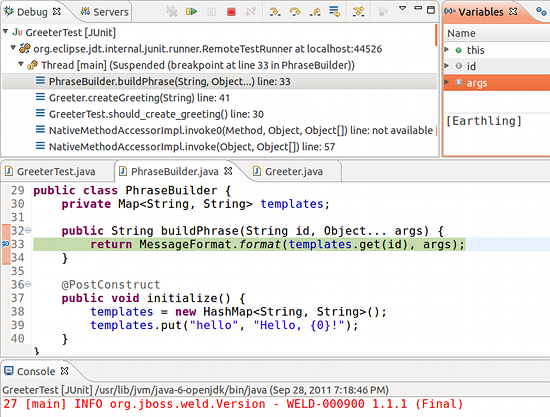 Debug Servers
GreeterTest [JUnit]
org.eclipse.jdt.internal.junit.runner.RemoteTestRunner at localhost:44526
Thread [main] (Suspended (breakpoint at line 33 in PhraseBuilder))
PhraseBuilder.buildPhrase(String, Object...) line: 33
Greeter.createGreeting(String) line: 41
GreeterTest.should_create_greeting() line: 30
NativeMethodAccessorImpl.invoke0(Method, Object, Object[]) line: not available
NativeMethodAccessorImpl.invoke(Object, Object[]) line: 57
Variables
Name
this
id
args
[Earthling]
GreeterTest.java PhraseBuilder.java Greeter.java
29 public class PhraseBuilder {
30 private Map<String, String> templates;
31
32 public String buildPhrase(String id, Object... args) {
33 return MessageFormat.format(templates.get(id), args);
34 }
35
36 @PostConstruct
37 public void initialize() {
38 templates = new HashMap<String, String>();
39 templates.put("hello", "Hello, {0}!");
40 }
}
Console
GreeterTest [JUnit] /usr/lib/jvm/java-6-openjdk/bin/java (Sep 28, 2011 7:18:46 PM)
27 [main] INFO org.jboss.weld.Version - WELD-000900 1.1.1 (Final)